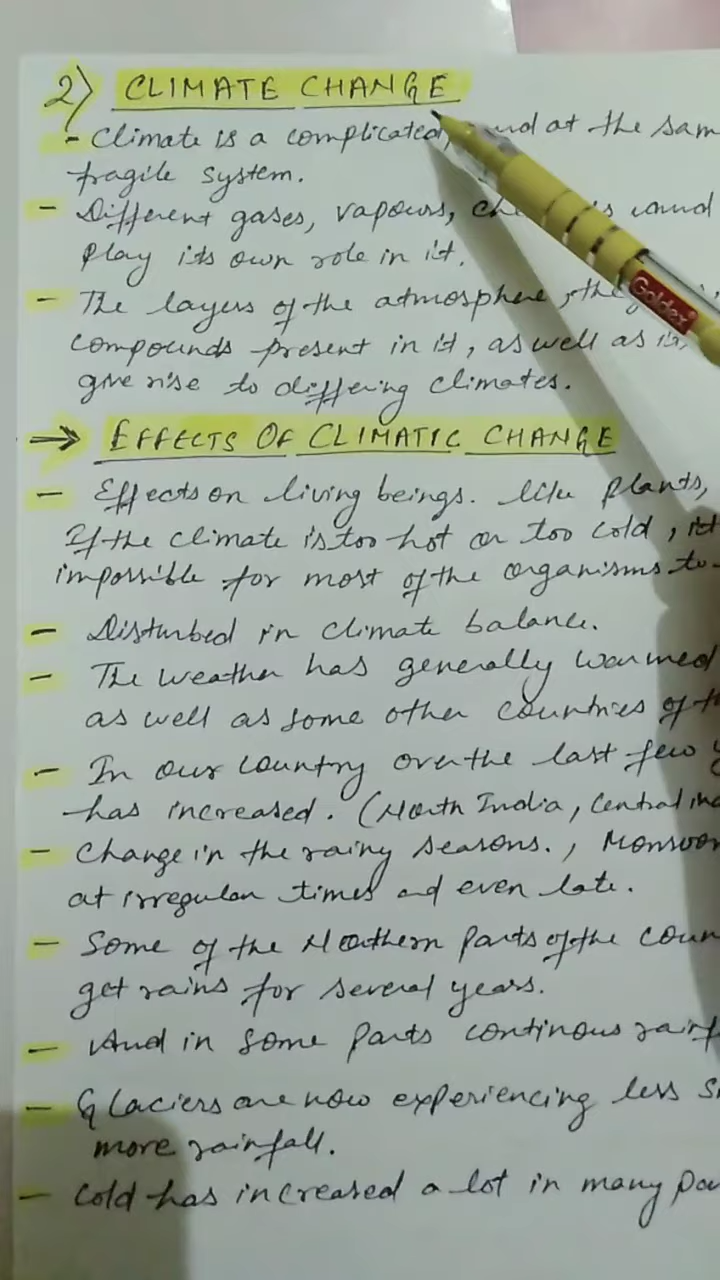 2) CLIMATE CHANGE
- Climate is a complicated, and at the sam
fragile system.
- Different gases, vapours, and
play its own role in it.
- The layers of the atmosphere, the
compounds present in it, as well as its
give rise to differing climates.
→ EFFECTS OF CLIMATIC CHANGE
- Effects on living beings. like plants,
If the climate is too hot or too cold, it
impossible for most of the organisms to
- Disturbed in climate balance.
- The weather has generally warmed
as well as some other countries of th
- In our country over the last few y
has increased. (North India, Central Ind
- Change in the rainy seasons., Monsoon
at irregular times and even late.
- Some of the Northern parts of the coun
get rains for several years.
- And in some parts continous rainf
- Glaciers are now experiencing less s
more rainfall.
- Cold has increased a lot in many pa
Goldex